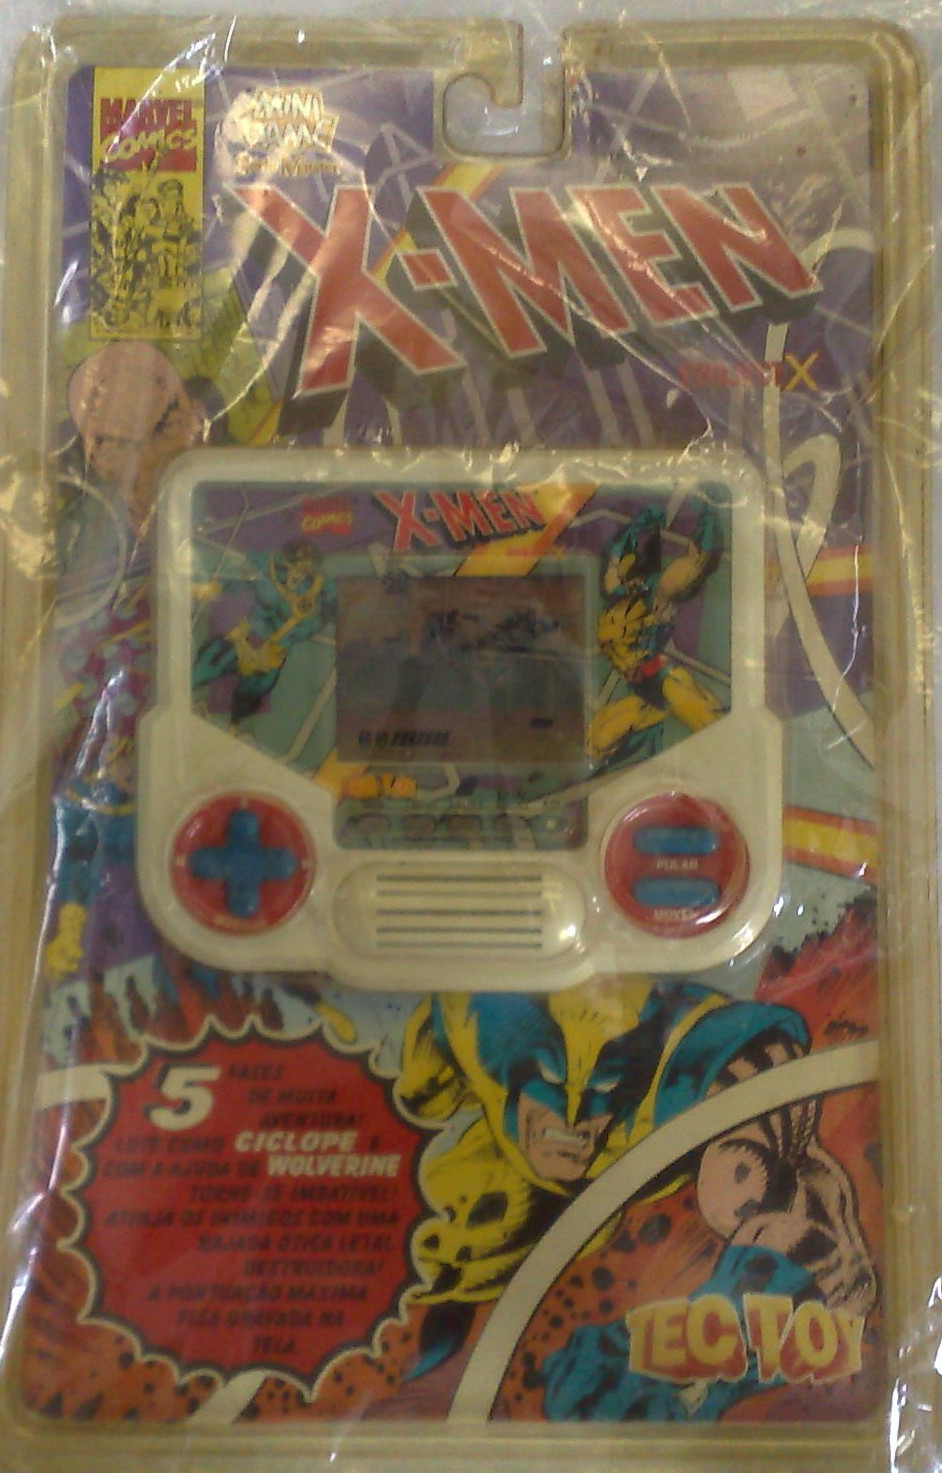 MARVEL
COMICS
MINI
GAME
X-MEN
PROJECT X
MARVEL
COMICS
X-MEN
PULAR
MOVER
5 FASES
DE MUITA
AVENTURA!
LUTE COMO CICLOPE E
COM A AJUDA DE WOLVERINE
TORNE-SE IMBATÍVEL!
ATINJA OS INIMIGOS COM UMA
RAJADA ÓTICA LETAL
DESTRUIDORA!
A PONTUAÇÃO MÁXIMA
FICA GRAVADA NA
TELA
TEC TOY